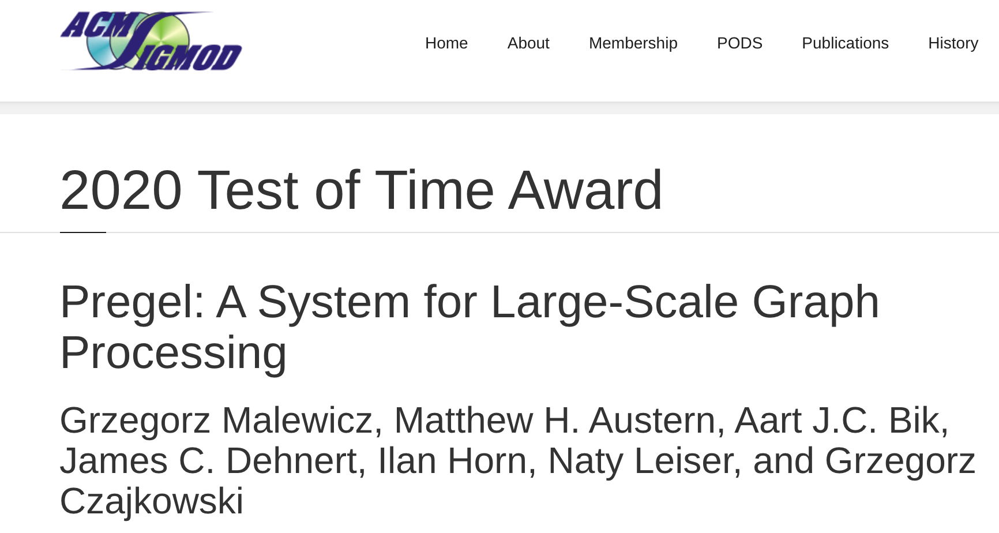 ACM SIGMOD
Home About Membership PODS Publications History
2020 Test of Time Award
Pregel: A System for Large-Scale Graph
Processing
Grzegorz Malewicz, Matthew H. Austern, Aart J.C. Bik,
James C. Dehnert, Ilan Horn, Naty Leiser, and Grzegorz
Czajkowski